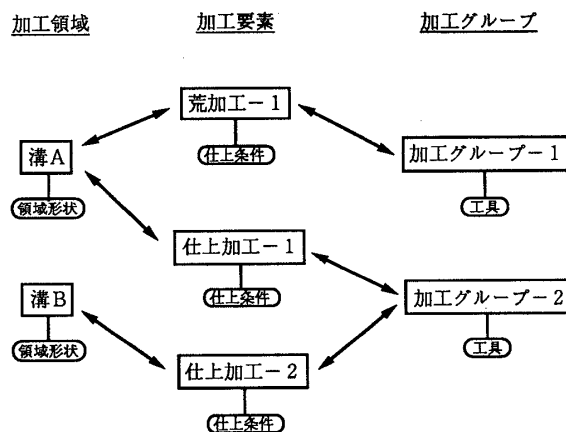 加工領域 加工要素 加工グループ
荒加工－1
仕上条件
溝A
領域形状
加工グループ－1
工具
仕上加工－1
仕上条件
溝B
領域形状
加工グループ－2
工具
仕上加工－2
仕上条件